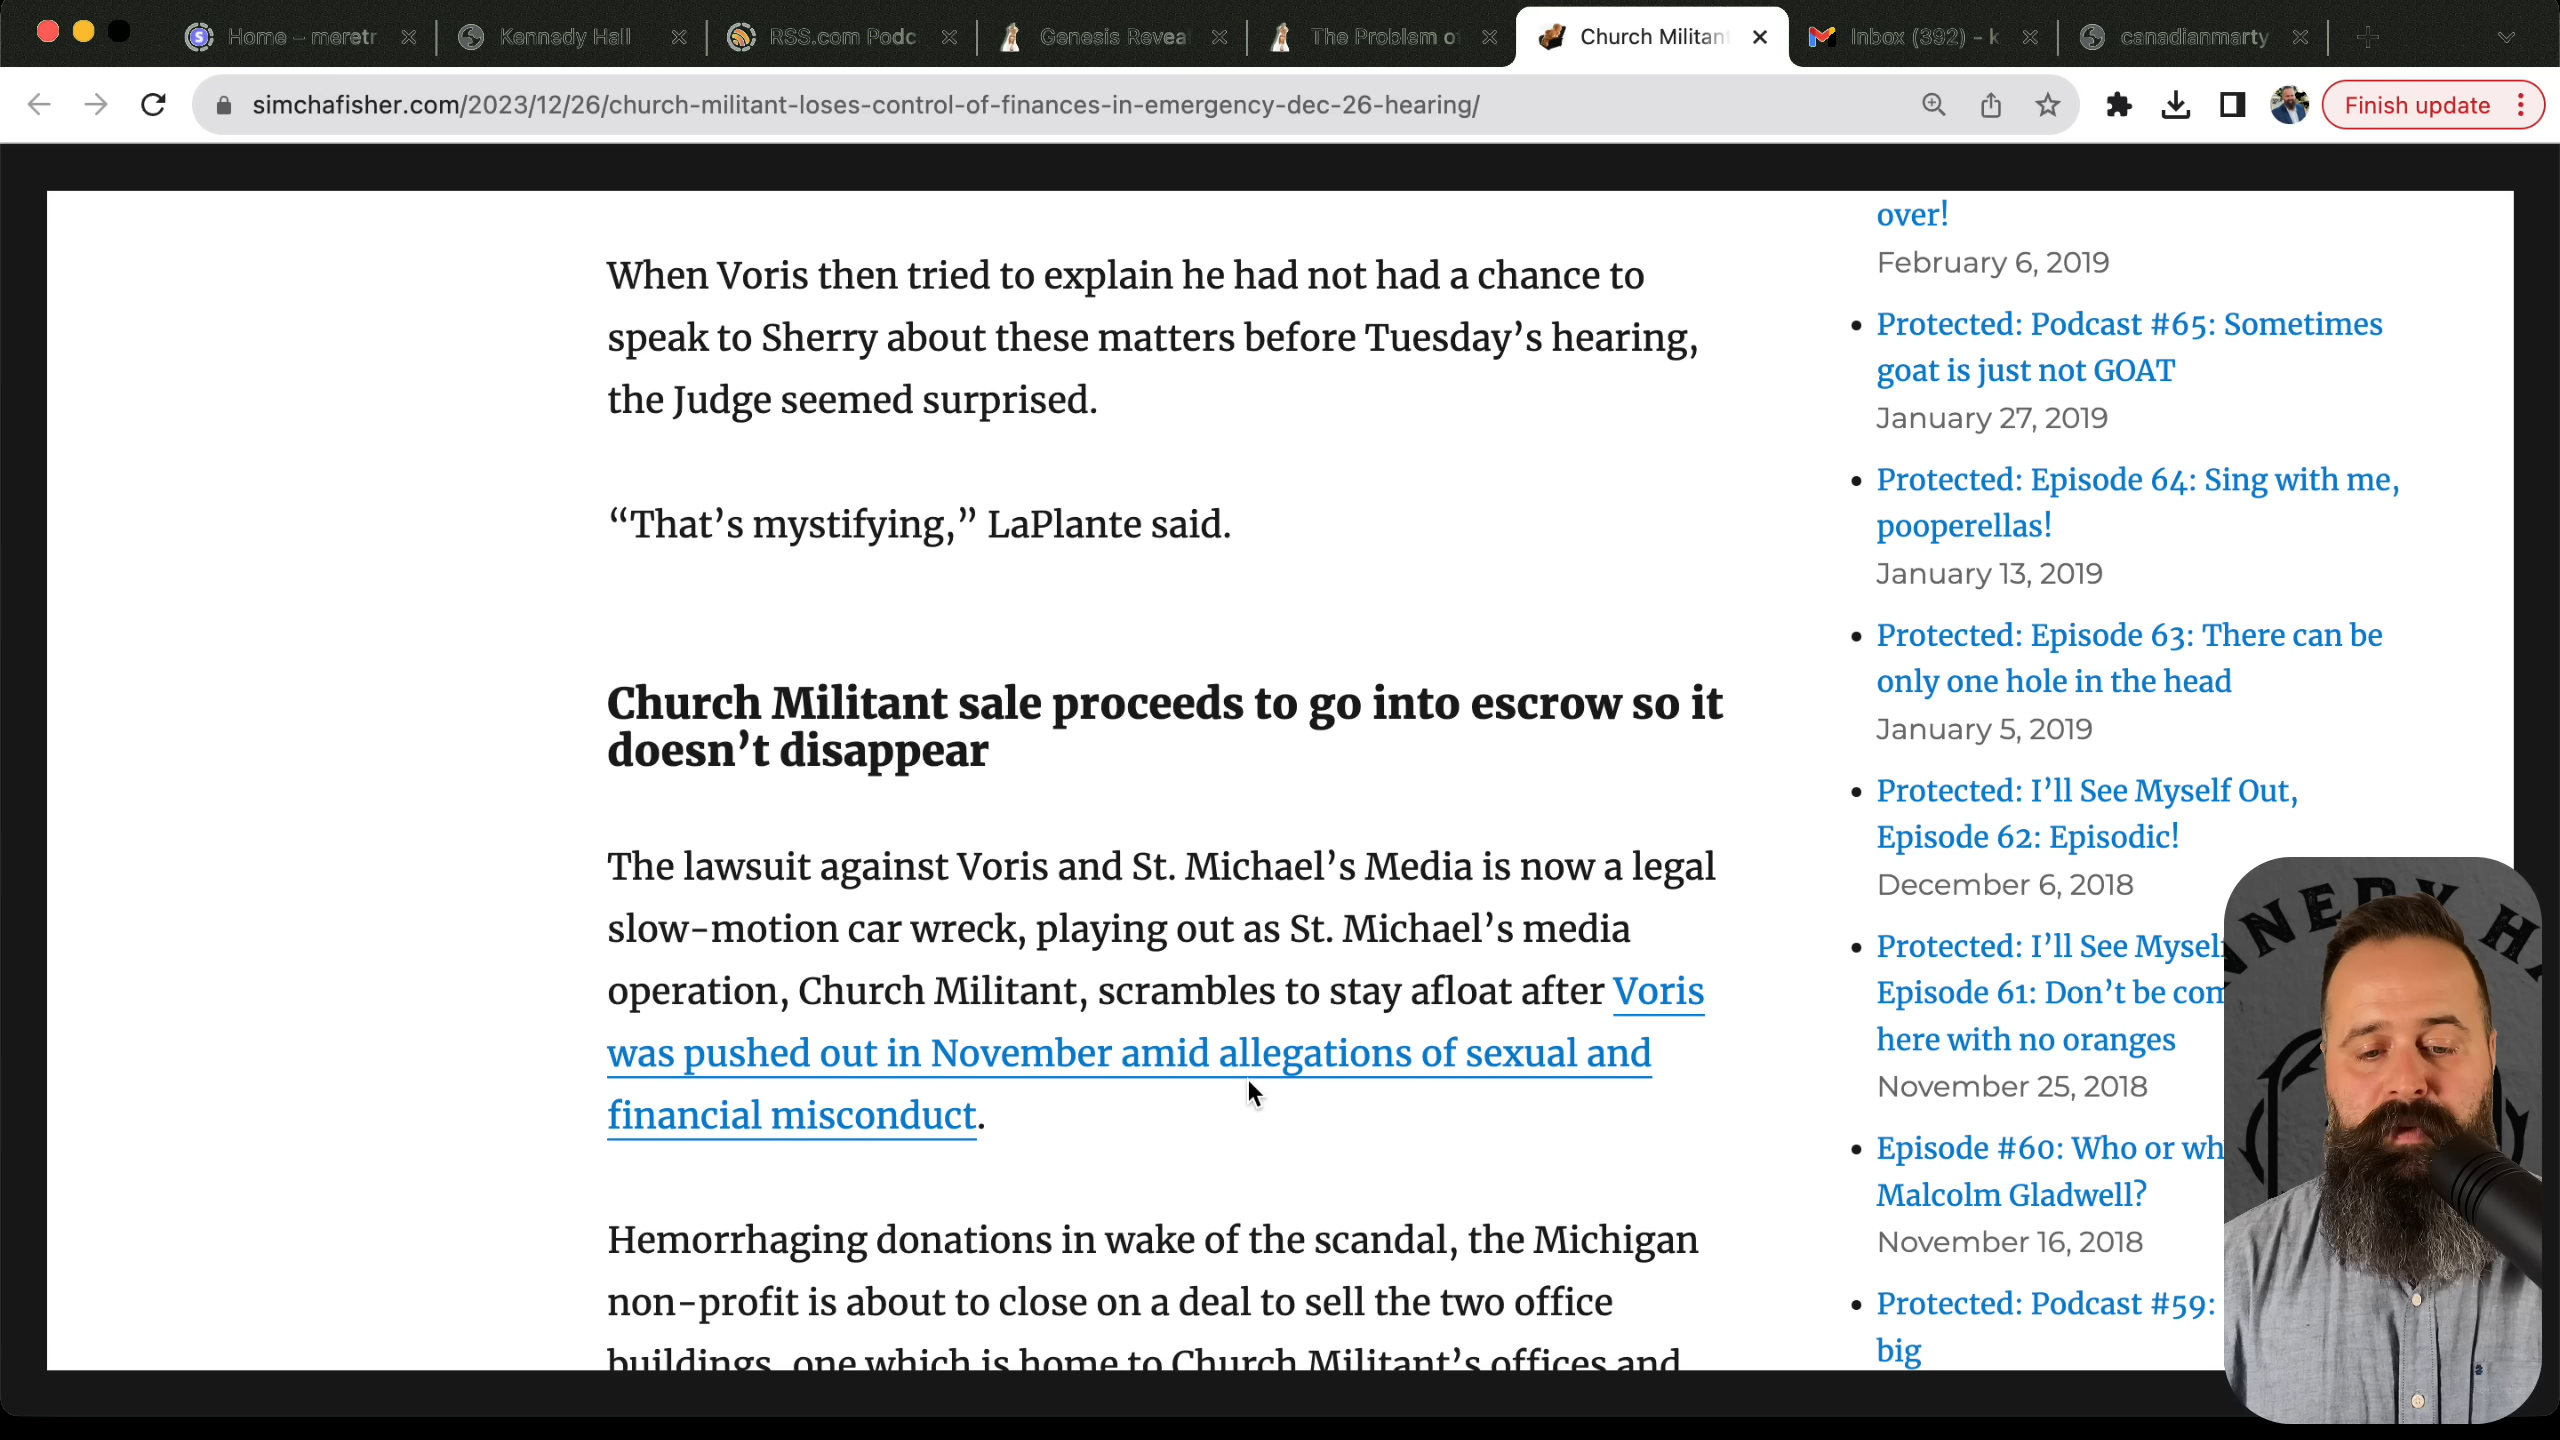 Home – meretr
Kennedy Hall
RSS.com Podc
Genesis Revea
The Problem o
Church Militan
Inbox (392) – k
canadianmarty
simchafisher.com/2023/12/26/church-militant-loses-control-of-finances-in-emergency-dec-26-hearing/
Finish update
When Voris then tried to explain he had not had a chance to
speak to Sherry about these matters before Tuesday’s hearing,
the Judge seemed surprised.
“That’s mystifying,” LaPlante said.
Church Militant sale proceeds to go into escrow so it
doesn’t disappear
The lawsuit against Voris and St. Michael’s Media is now a legal
slow-motion car wreck, playing out as St. Michael’s media
operation, Church Militant, scrambles to stay afloat after Voris
was pushed out in November amid allegations of sexual and
financial misconduct.
Hemorrhaging donations in wake of the scandal, the Michigan
non-profit is about to close on a deal to sell the two office
buildings, one which is home to Church Militant’s offices and
over!
February 6, 2019
Protected: Podcast #65: Sometimes
goat is just not GOAT
January 27, 2019
Protected: Episode 64: Sing with me,
pooperellas!
January 13, 2019
Protected: Episode 63: There can be
only one hole in the head
January 5, 2019
Protected: I’ll See Myself Out,
Episode 62: Episodic!
December 6, 2018
Protected: I’ll See Mysel
Episode 61: Don’t be com
here with no oranges
November 25, 2018
Episode #60: Who or wh
Malcolm Gladwell?
November 16, 2018
Protected: Podcast #59:
big